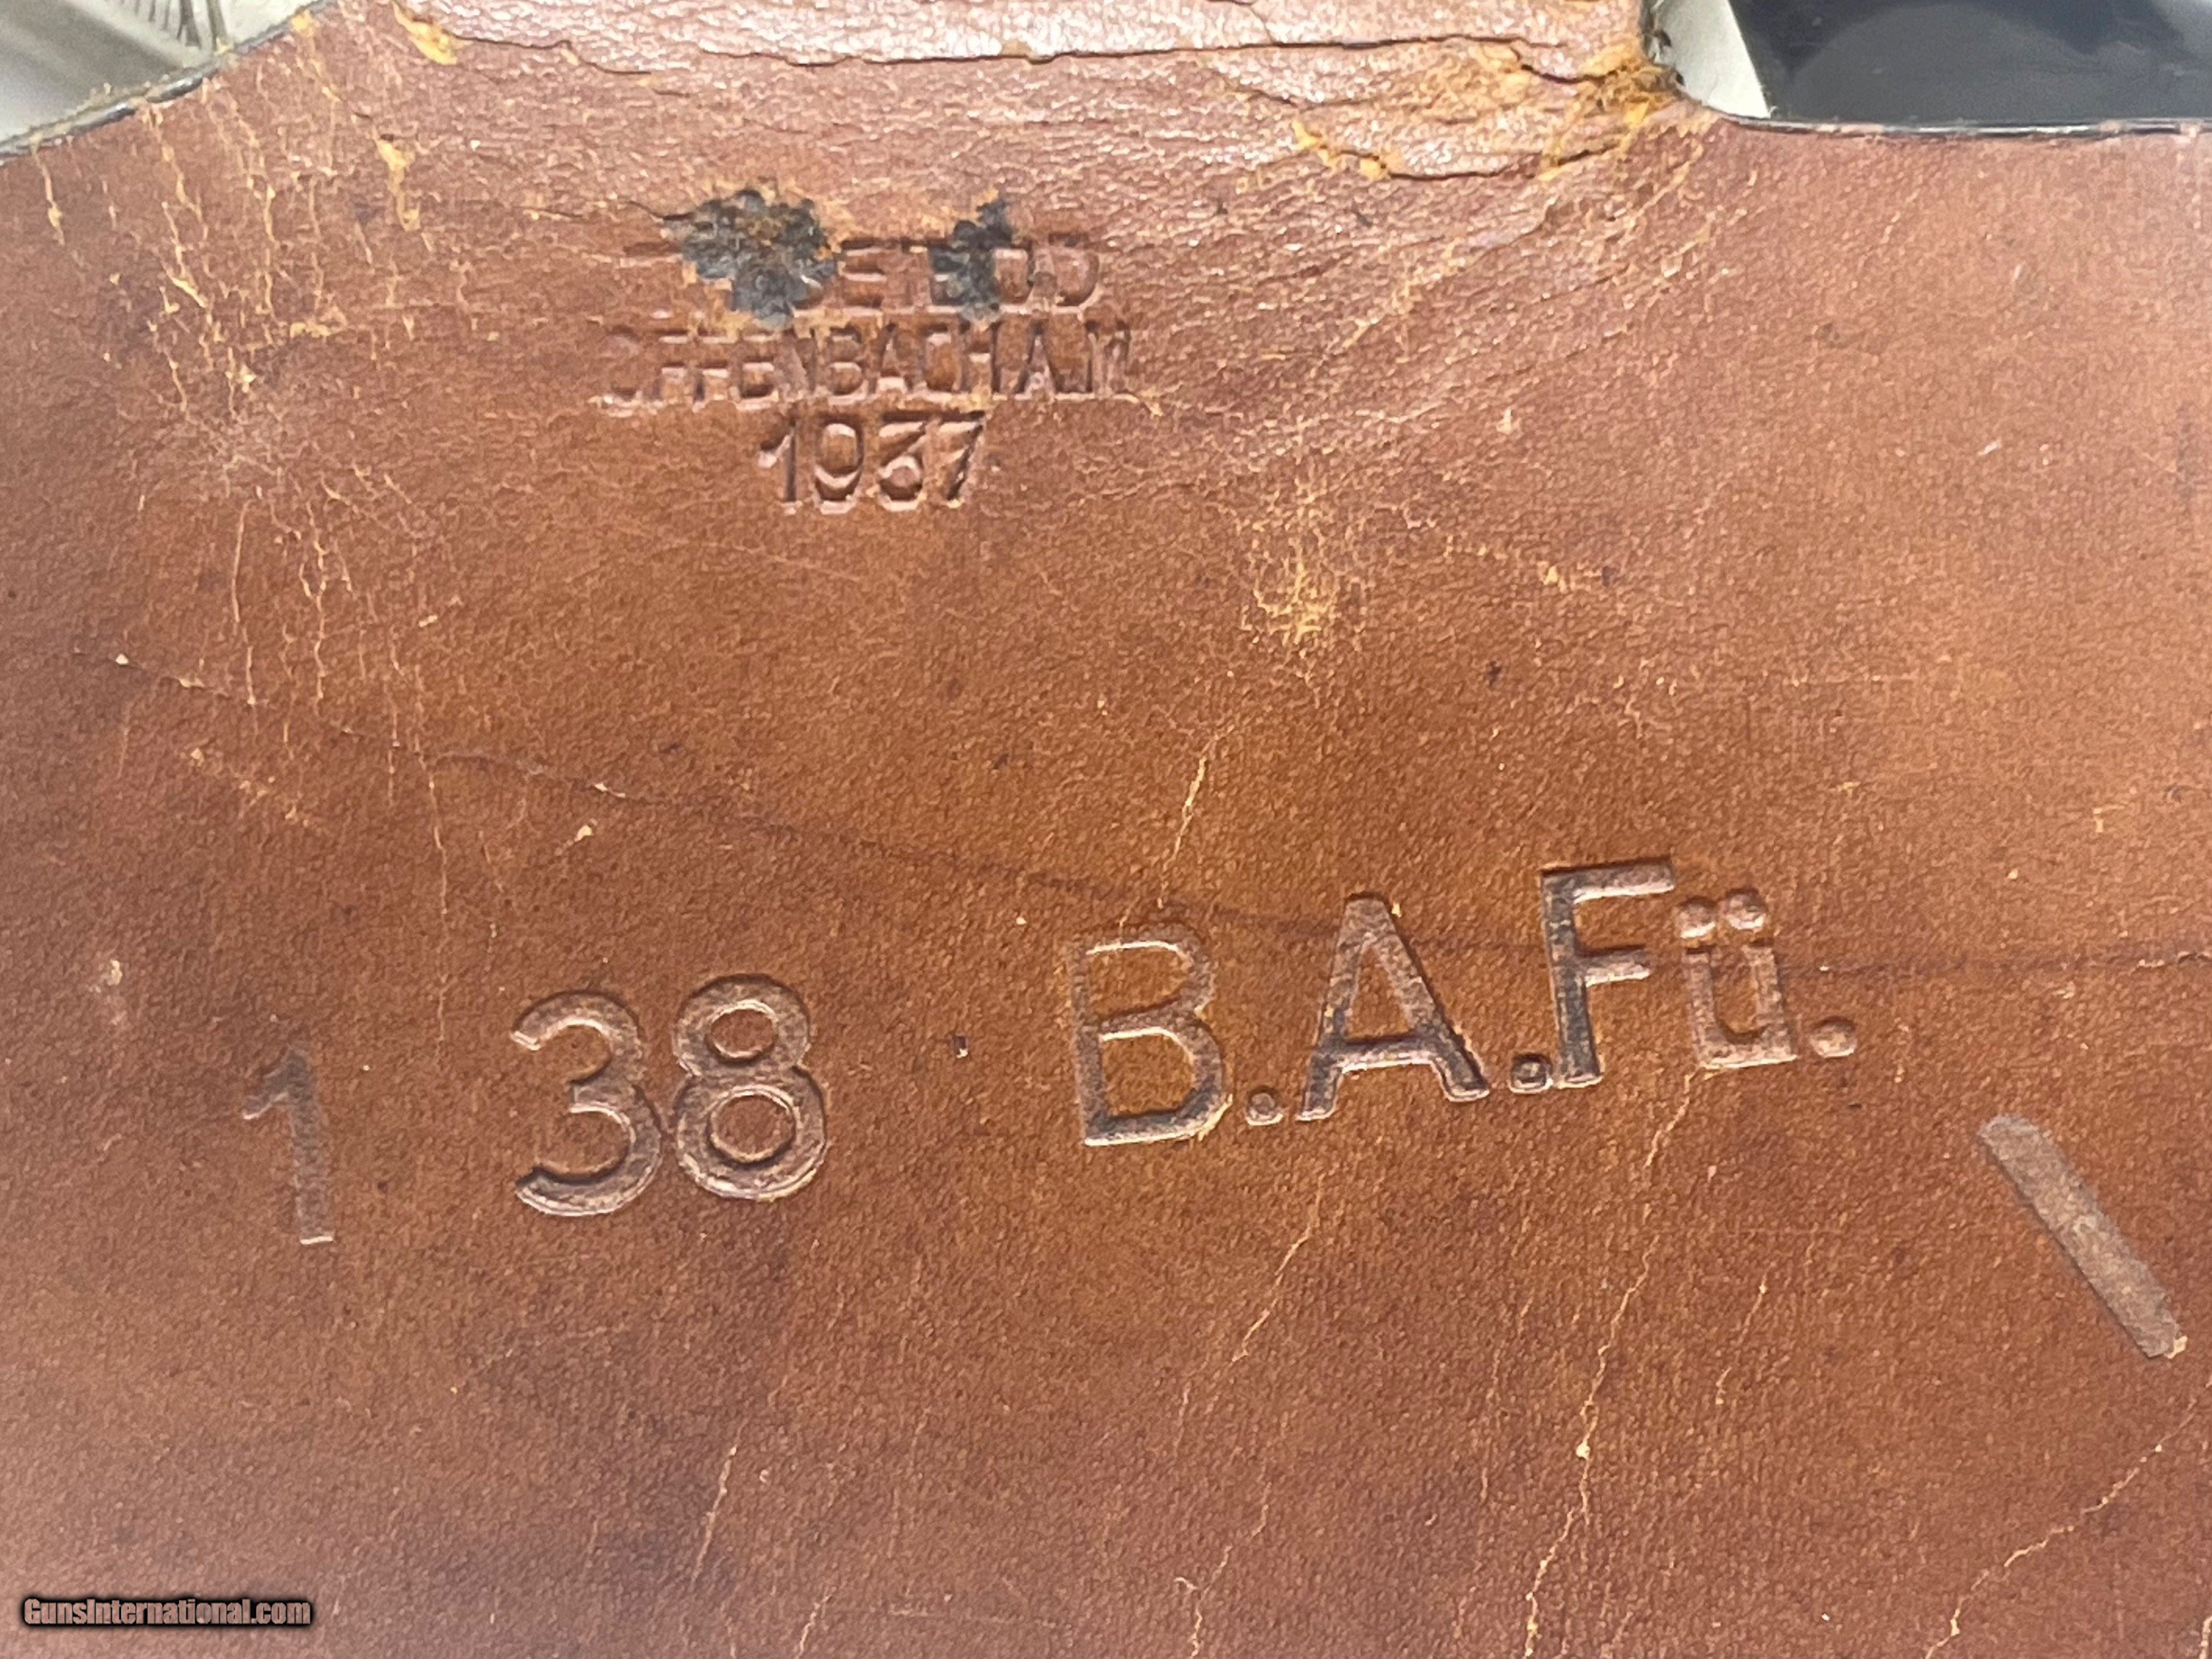 OFFENBACH A.M.
1937
1 38 B.A.Fü.
GunsInternational.com